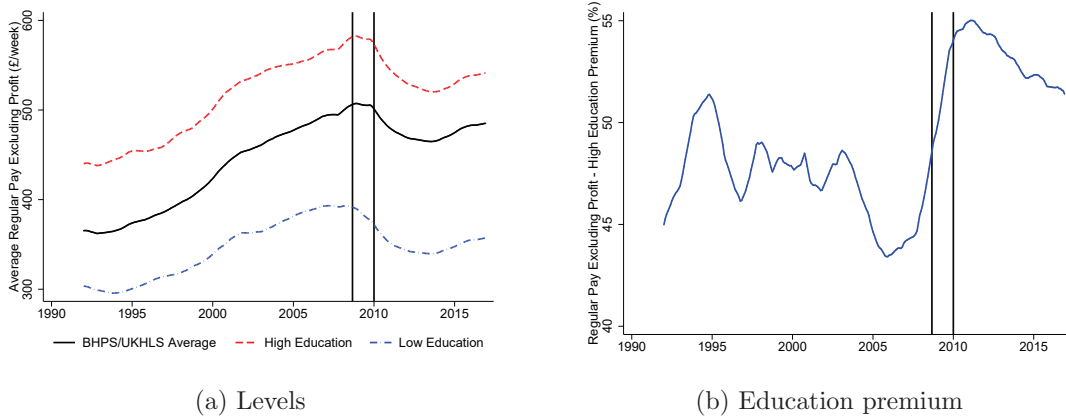 Average Regular Pay Excluding Profit (£/week)
600
500
400
300
1990
1995
2000
2005
2010
2015
BHPS/UKHLS Average
High Education
Low Education
(a) Levels
Regular Pay Excluding Profit - High Education Premium (%)
55
50
45
40
1990
1995
2000
2005
2010
2015
(b) Education premium